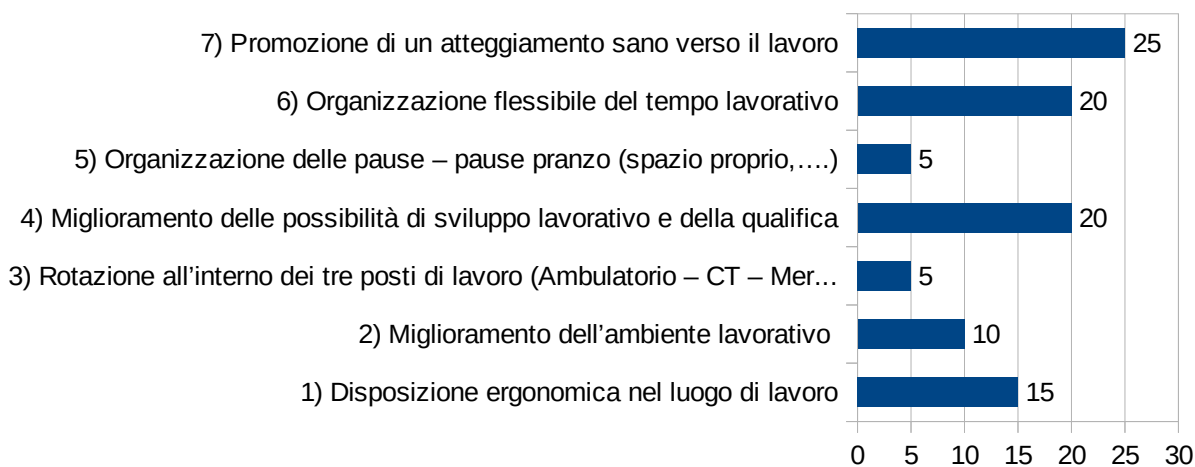 7) Promozione di un atteggiamento sano verso il lavoro 25
6) Organizzazione flessibile del tempo lavorativo 20
5) Organizzazione delle pause – pause pranzo (spazio proprio,….) 5
4) Miglioramento delle possibilità di sviluppo lavorativo e della qualifica 20
3) Rotazione all’interno dei tre posti di lavoro (Ambulatorio – CT – Mer... 5
2) Miglioramento dell’ambiente lavorativo 10
1) Disposizione ergonomica nel luogo di lavoro 15
0 5 10 15 20 25 30